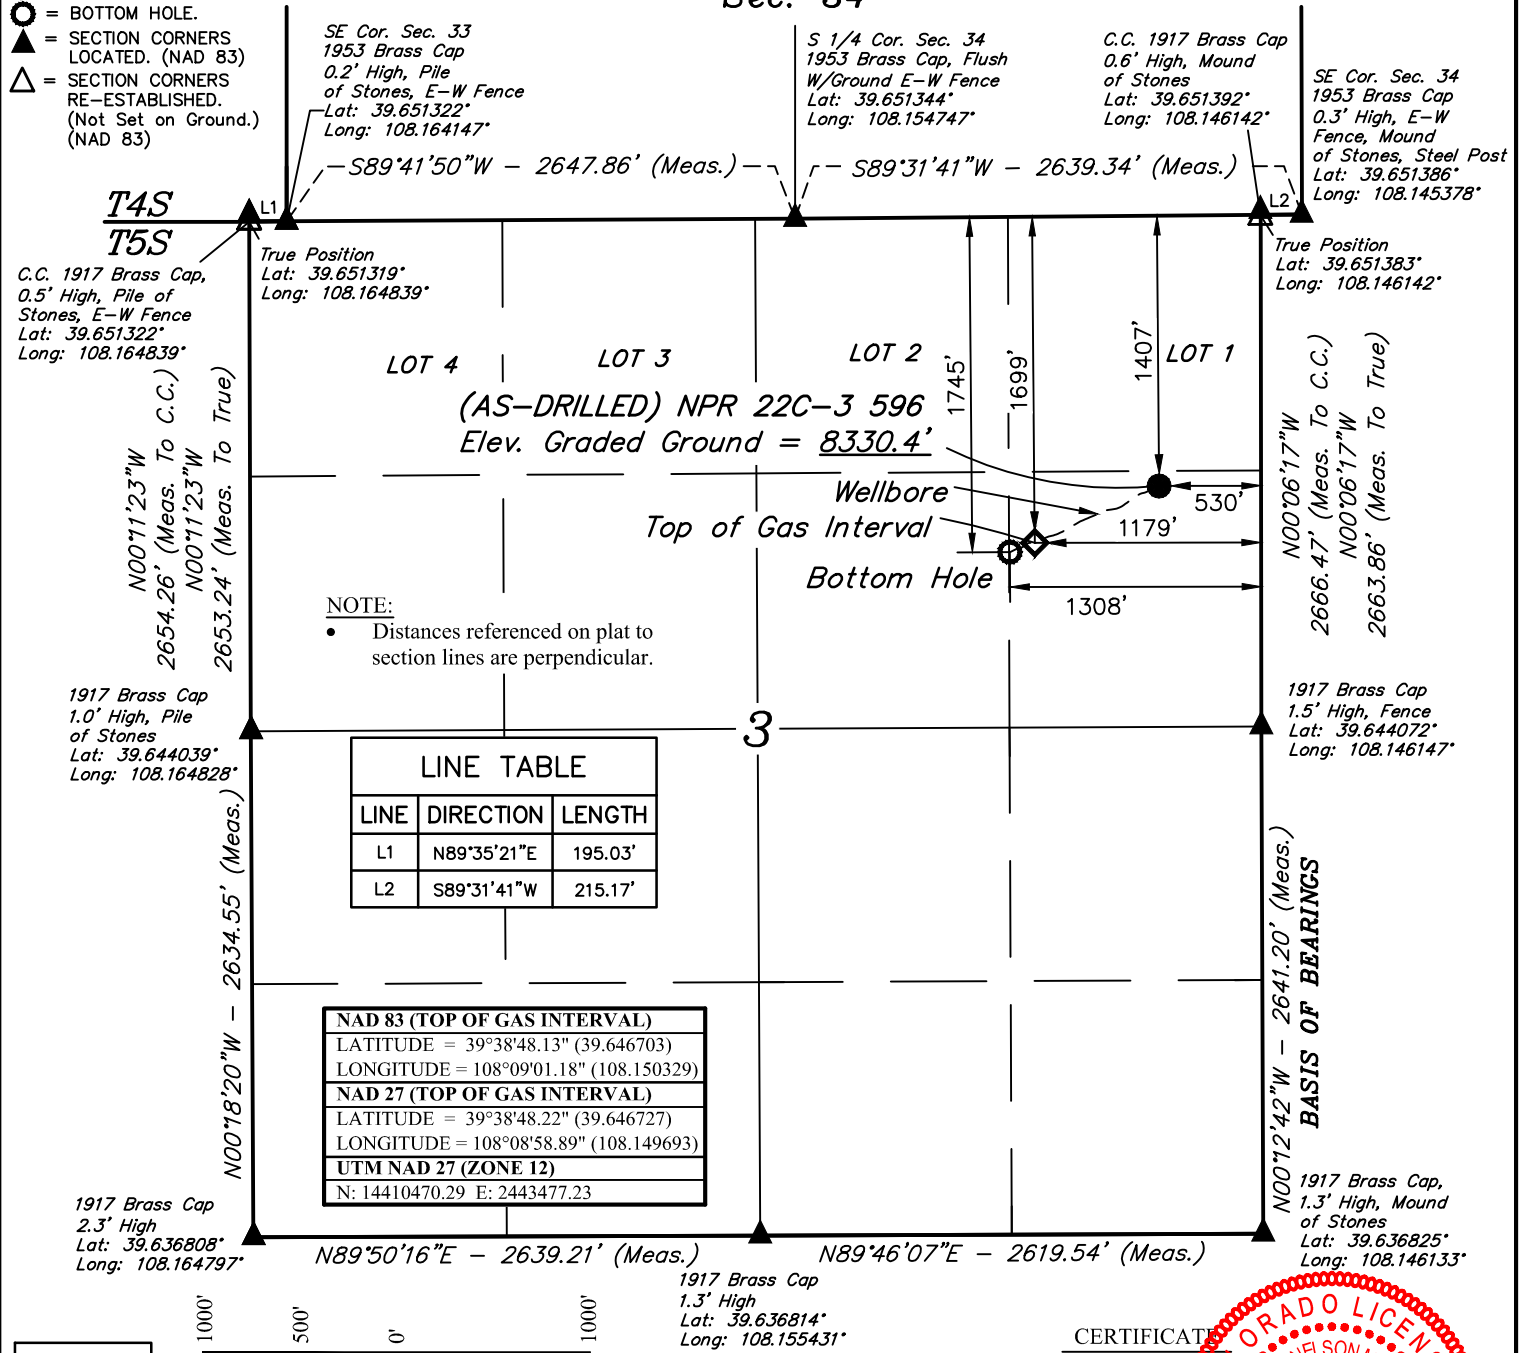 Sec. 34
= BOTTOM HOLE.
= SECTION CORNERS
LOCATED. (NAD 83)
= SECTION CORNERS
RE-ESTABLISHED.
(Not Set on Ground.)
(NAD 83)
SE Cor. Sec. 33
1953 Brass Cap
0.2' High, Pile
of Stones, E-W Fence
Lat: 39.651322°
Long: 108.164147°
S 1/4 Cor. Sec. 34
1953 Brass Cap, Flush
W/Ground E-W Fence
Lat: 39.651344°
Long: 108.154747°
C.C. 1917 Brass Cap
0.6' High, Mound
of Stones
Lat: 39.651392°
Long: 108.146142°
SE Cor. Sec. 34
1953 Brass Cap
0.3' High, E-W
Fence, Mound
of Stones, Steel Post
Lat: 39.651386°
Long: 108.145378°
S89°41'50"W - 2647.86' (Meas.)
S89°31'41"W - 2639.34' (Meas.)
T4S
T5S
L1
L2
True Position
Lat: 39.651319°
Long: 108.164839°
True Position
Lat: 39.651383°
Long: 108.146142°
C.C. 1917 Brass Cap,
0.5' High, Pile of
Stones, E-W Fence
Lat: 39.651322°
Long: 108.164839°
LOT 4
LOT 3
LOT 2
LOT 1
1745'
1699'
1407'
(AS-DRILLED) NPR 22C-3 596
Elev. Graded Ground = 8330.4'
Wellbore
Top of Gas Interval
Bottom Hole
530'
1179'
1308'
N00°11'23"W
2654.26' (Meas. To C.C.)
N00°11'23"W
2653.24' (Meas. To True)
N00°06'17"W
2666.47' (Meas. To C.C.)
N00°06'17"W
2663.86' (Meas. To True)
NOTE:
• Distances referenced on plat to
section lines are perpendicular.
1917 Brass Cap
1.0' High, Pile
of Stones
Lat: 39.644039°
Long: 108.164828°
3
1917 Brass Cap
1.5' High, Fence
Lat: 39.644072°
Long: 108.146147°
LINE TABLE
LINE DIRECTION LENGTH
L1 N89°35'21"E 195.03'
L2 S89°31'41"W 215.17'
N00°18'20"W - 2634.55' (Meas.)
N00°12'42"W - 2641.20' (Meas.)
BASIS OF BEARINGS
NAD 83 (TOP OF GAS INTERVAL)
LATITUDE = 39°38'48.13" (39.646703)
LONGITUDE = 108°09'01.18" (108.150329)
NAD 27 (TOP OF GAS INTERVAL)
LATITUDE = 39°38'48.22" (39.646727)
LONGITUDE = 108°08'58.89" (108.149693)
UTM NAD 27 (ZONE 12)
N: 14410470.29 E: 2443477.23
1917 Brass Cap
2.3' High
Lat: 39.636808°
Long: 108.164797°
1917 Brass Cap,
1.3' High, Mound
of Stones
Lat: 39.636825°
Long: 108.146133°
N89°50'16"E - 2639.21' (Meas.)
N89°46'07"E - 2619.54' (Meas.)
1917 Brass Cap
1.3' High
Lat: 39.636814°
Long: 108.155431°
1000'
500'
0'
1000'
CERTIFICATE
ORADO LICEN
NELSON